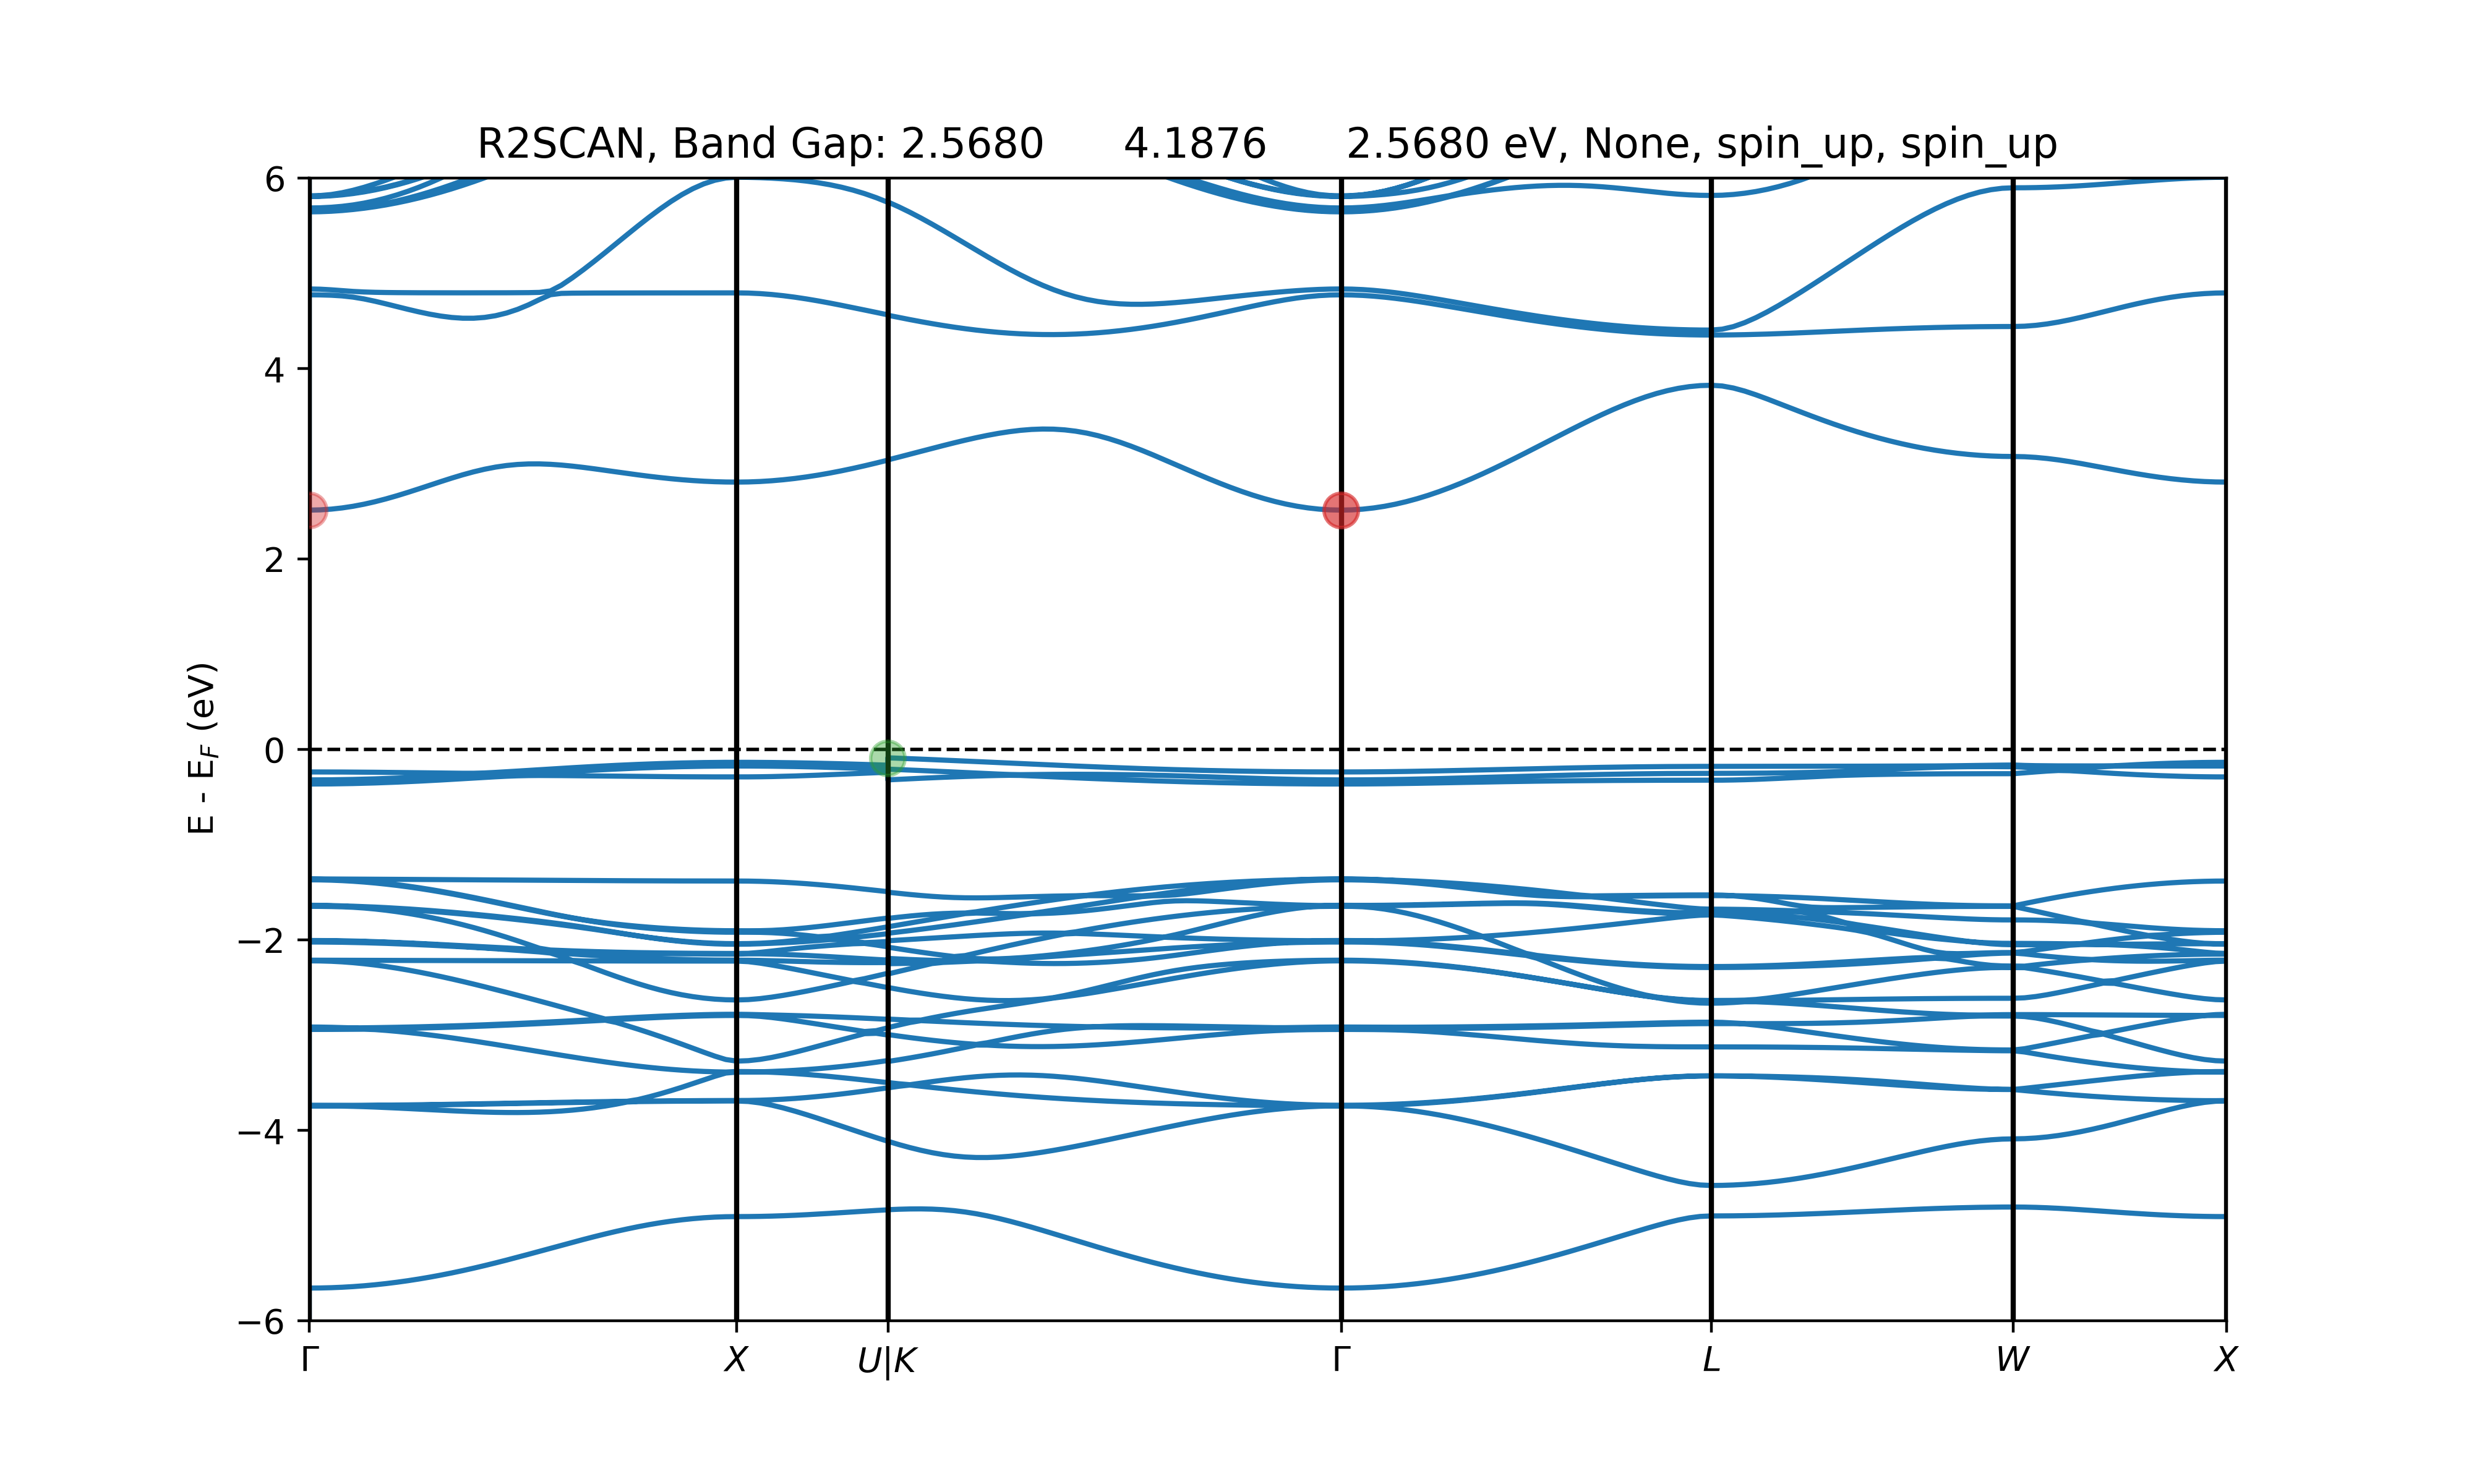 R2SCAN, Band Gap: 2.5680 4.1876 2.5680 eV, None, spin_up, spin_up
6
4
2
0
−2
−4
−6
E - E_F (eV)
Γ X U|K Γ L W X